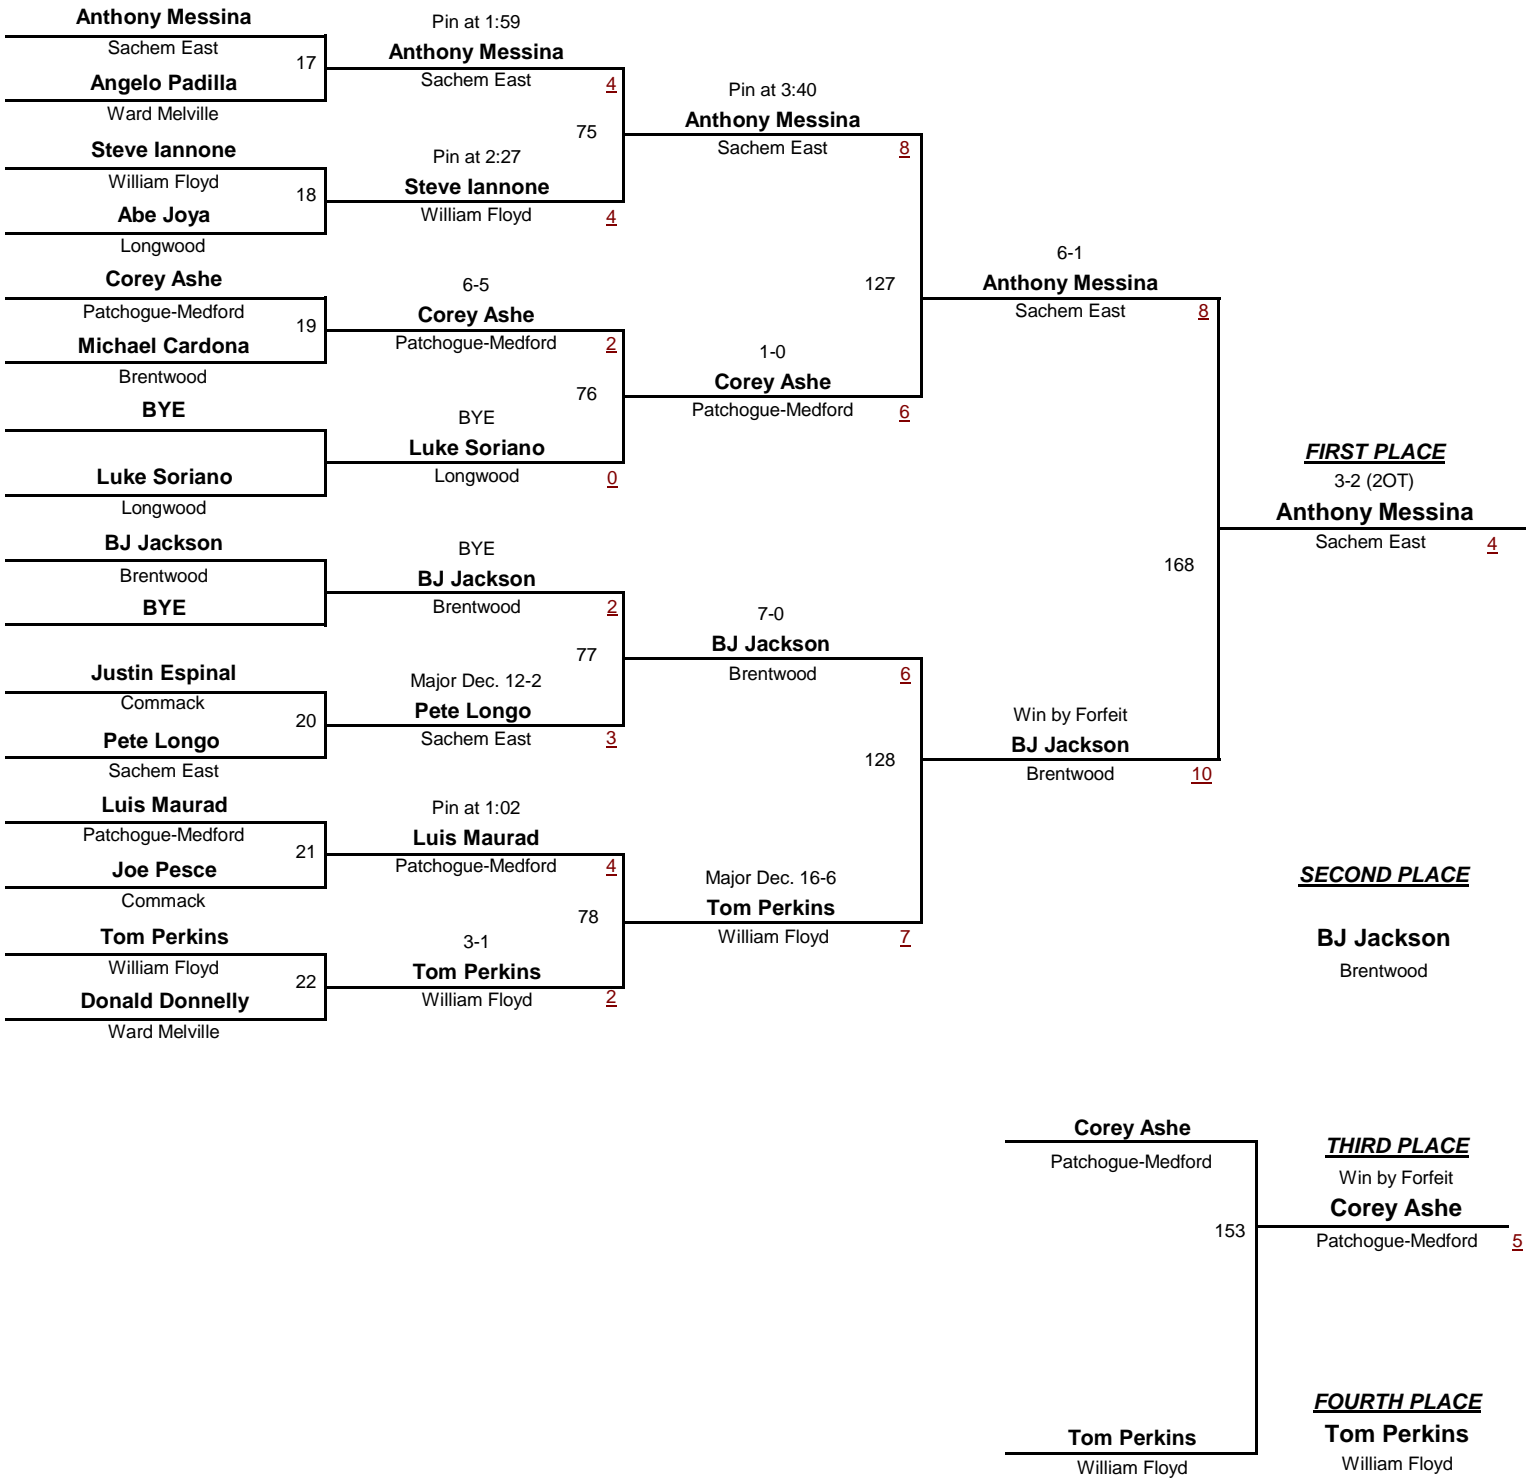 Anthony Messina
Sachem East
17
Angelo Padilla
Ward Melville
Steve Iannone
William Floyd
18
Abe Joya
Longwood
Corey Ashe
Patchogue-Medford
19
Michael Cardona
Brentwood
BYE
Luke Soriano
Longwood
BJ Jackson
Brentwood
BYE
Justin Espinal
Commack
20
Pete Longo
Sachem East
Luis Maurad
Patchogue-Medford
21
Joe Pesce
Commack
Tom Perkins
William Floyd
22
Donald Donnelly
Ward Melville
Pin at 1:59
Anthony Messina
Sachem East 4
75
Pin at 2:27
Steve Iannone
William Floyd 4
6-5
Corey Ashe
Patchogue-Medford 2
76
BYE
Luke Soriano
Longwood 0
BYE
BJ Jackson
Brentwood 2
77
Major Dec. 12-2
Pete Longo
Sachem East 3
Pin at 1:02
Luis Maurad
Patchogue-Medford 4
78
3-1
Tom Perkins
William Floyd 2
Pin at 3:40
Anthony Messina
Sachem East 8
127
1-0
Corey Ashe
Patchogue-Medford 6
7-0
BJ Jackson
Brentwood 6
128
Major Dec. 16-6
Tom Perkins
William Floyd 7
6-1
Anthony Messina
Sachem East 8
168
Win by Forfeit
BJ Jackson
Brentwood 10
FIRST PLACE
3-2 (2OT)
Anthony Messina
Sachem East 4
SECOND PLACE
BJ Jackson
Brentwood
Corey Ashe
Patchogue-Medford
153
Tom Perkins
William Floyd
THIRD PLACE
Win by Forfeit
Corey Ashe
Patchogue-Medford 5
FOURTH PLACE
Tom Perkins
William Floyd